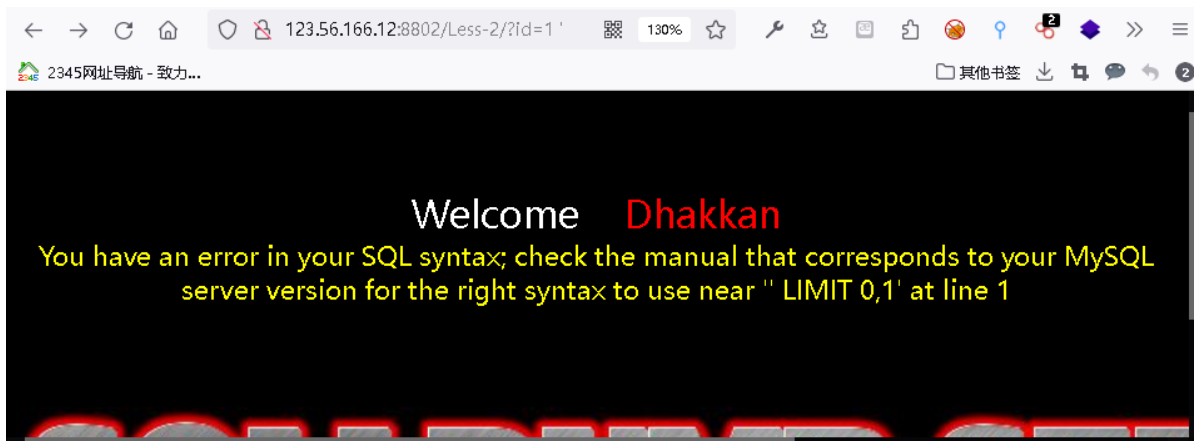 123.56.166.12:8802/Less-2/?id=1 '
130%
2
2345网址导航 - 致力...
其他书签
2
Welcome Dhakkan
You have an error in your SQL syntax; check the manual that corresponds to your MySQL
server version for the right syntax to use near '' LIMIT 0,1' at line 1